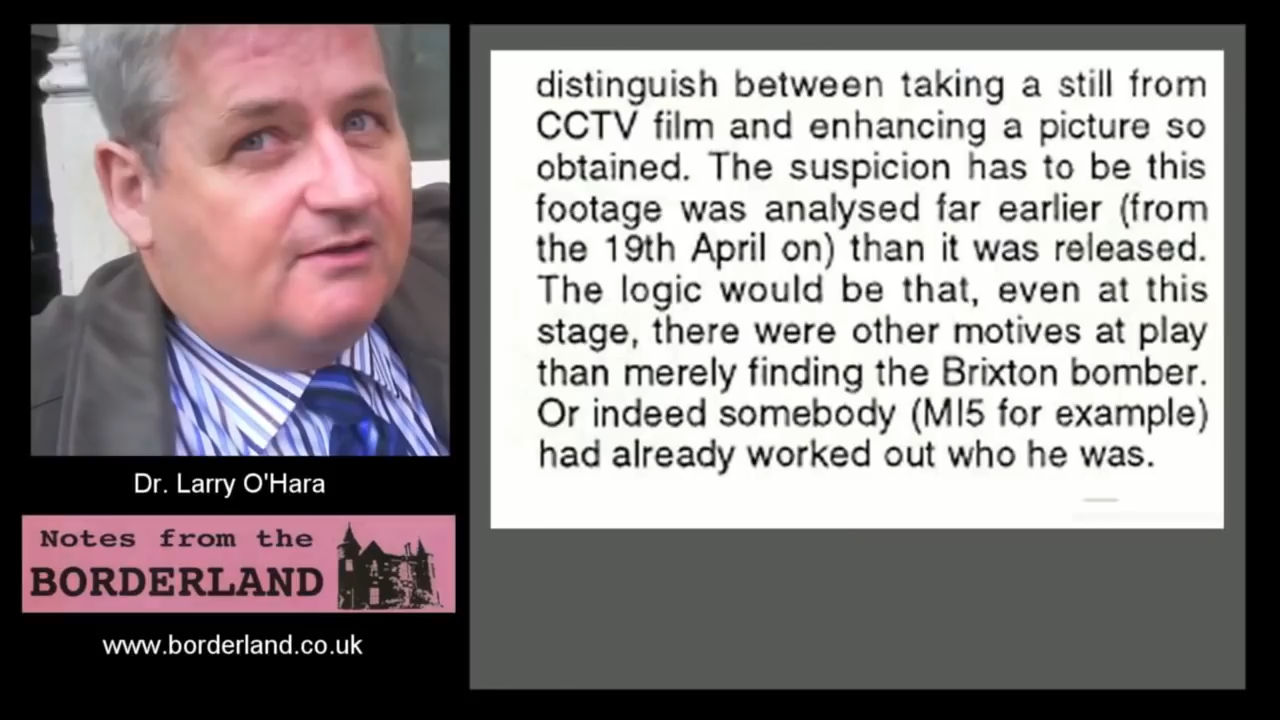 Dr. Larry O'Hara
Notes from the
BORDERLAND
www.borderland.co.uk
distinguish between taking a still from
CCTV film and enhancing a picture so
obtained. The suspicion has to be this
footage was analysed far earlier (from
the 19th April on) than it was released.
The logic would be that, even at this
stage, there were other motives at play
than merely finding the Brixton bomber.
Or indeed somebody (MI5 for example)
had already worked out who he was.